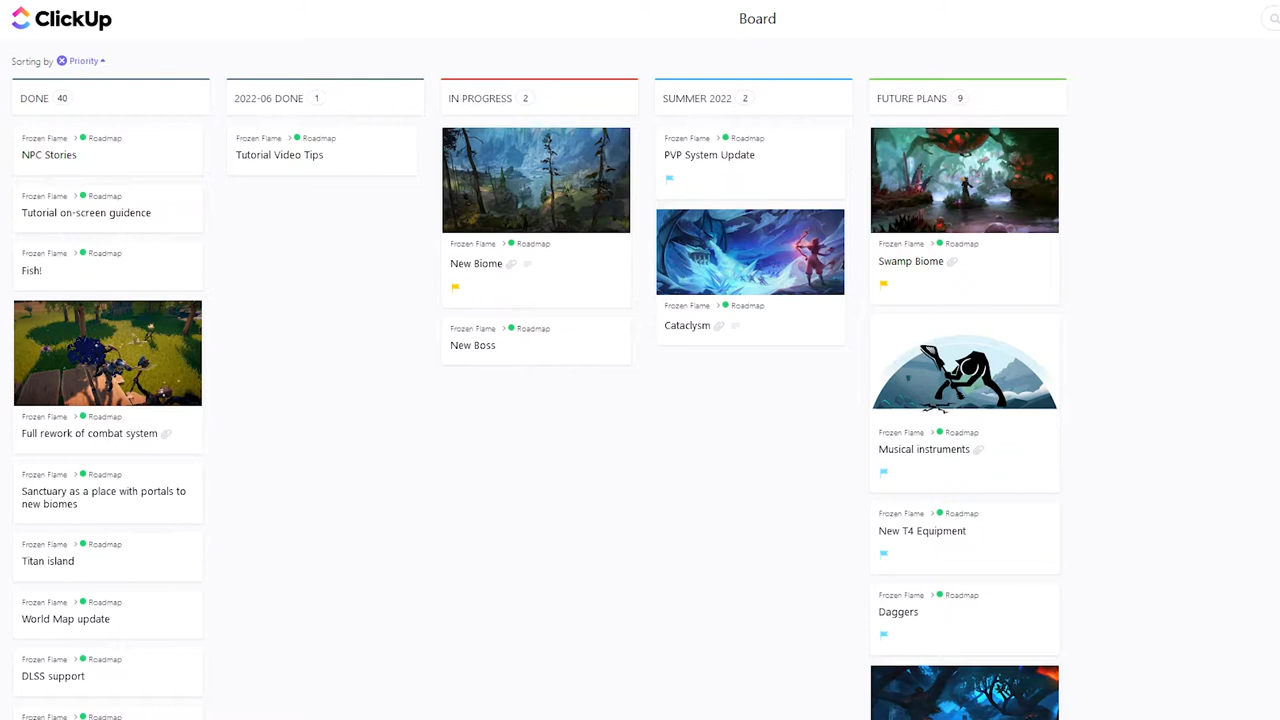 ClickUp
Board
Sorting by Priority
DONE 40
Frozen Flame > Roadmap
NPC Stories
Frozen Flame > Roadmap
Tutorial on-screen guidence
Frozen Flame > Roadmap
Fish!
Frozen Flame > Roadmap
Full rework of combat system
Frozen Flame > Roadmap
Sanctuary as a place with portals to
new biomes
Frozen Flame > Roadmap
Titan island
Frozen Flame > Roadmap
World Map update
Frozen Flame > Roadmap
DLSS support
Frozen Flame > Roadmap
2022-06 DONE 1
Frozen Flame > Roadmap
Tutorial Video Tips
IN PROGRESS 2
Frozen Flame > Roadmap
New Biome
Frozen Flame > Roadmap
New Boss
SUMMER 2022 2
Frozen Flame > Roadmap
PVP System Update
Frozen Flame > Roadmap
Cataclysm
FUTURE PLANS 9
Frozen Flame > Roadmap
Swamp Biome
Frozen Flame > Roadmap
Musical instruments
Frozen Flame > Roadmap
New T4 Equipment
Frozen Flame > Roadmap
Daggers